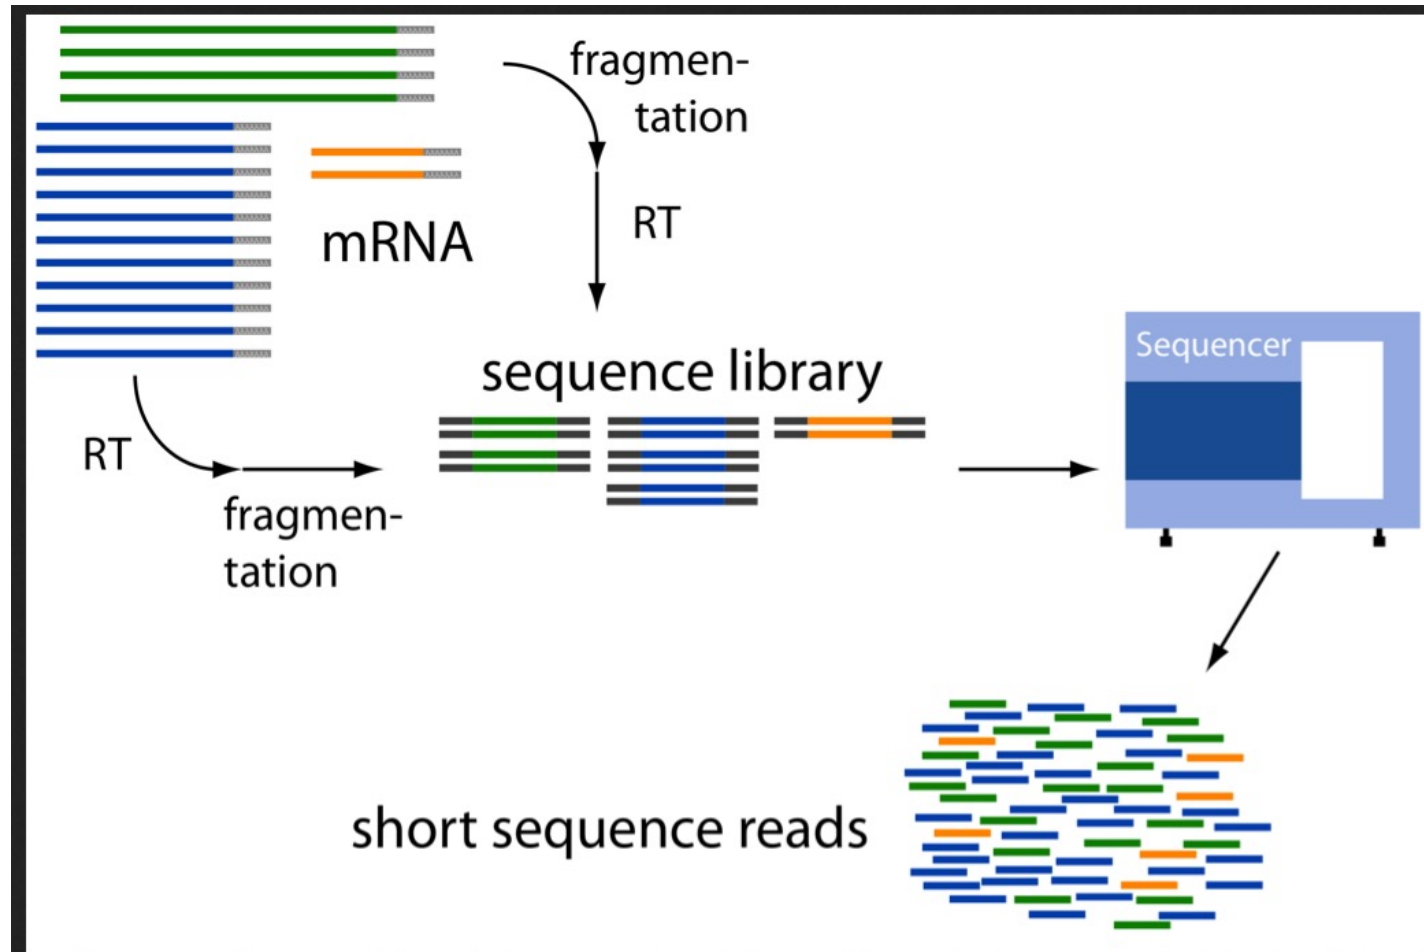 fragmen-
tation
mRNA
RT
sequence library
Sequencer
RT
fragmen-
tation
short sequence reads